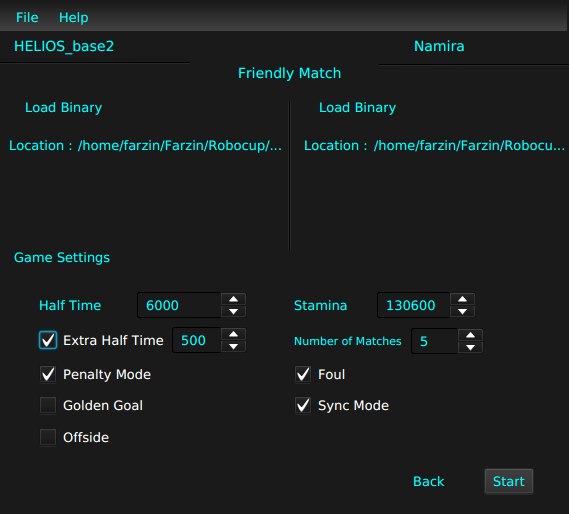 File Help
HELIOS_base2 Namira
Friendly Match
Load Binary Load Binary
Location : /home/farzin/Farzin/Robocup/... Location : /home/farzin/Farzin/Robocu...
Game Settings
Half Time 6000 Stamina 130600
Extra Half Time 500 Number of Matches 5
Penalty Mode Foul
Golden Goal Sync Mode
Offside
Back Start